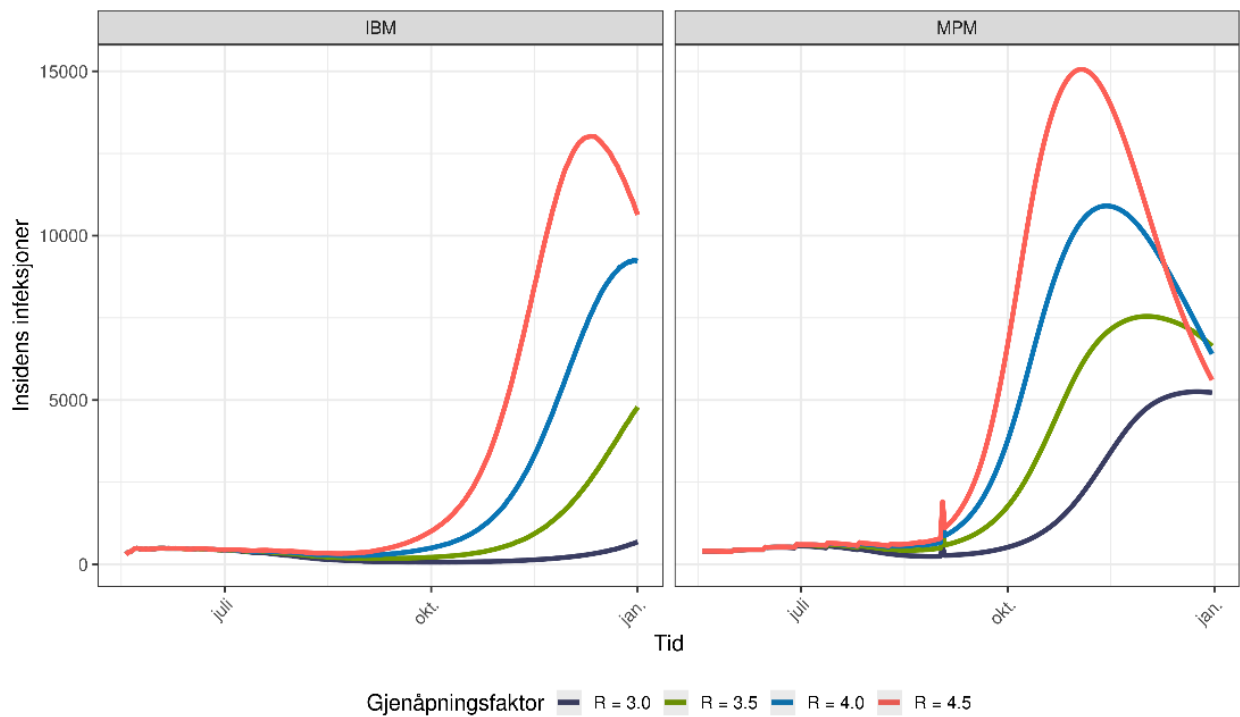 IBM
MPM
Insidens infeksjoner
15000
10000
5000
0
juli
okt.
jan.
juli
okt.
jan.
Tid
Gjenåpningsfaktor R = 3.0 R = 3.5 R = 4.0 R = 4.5